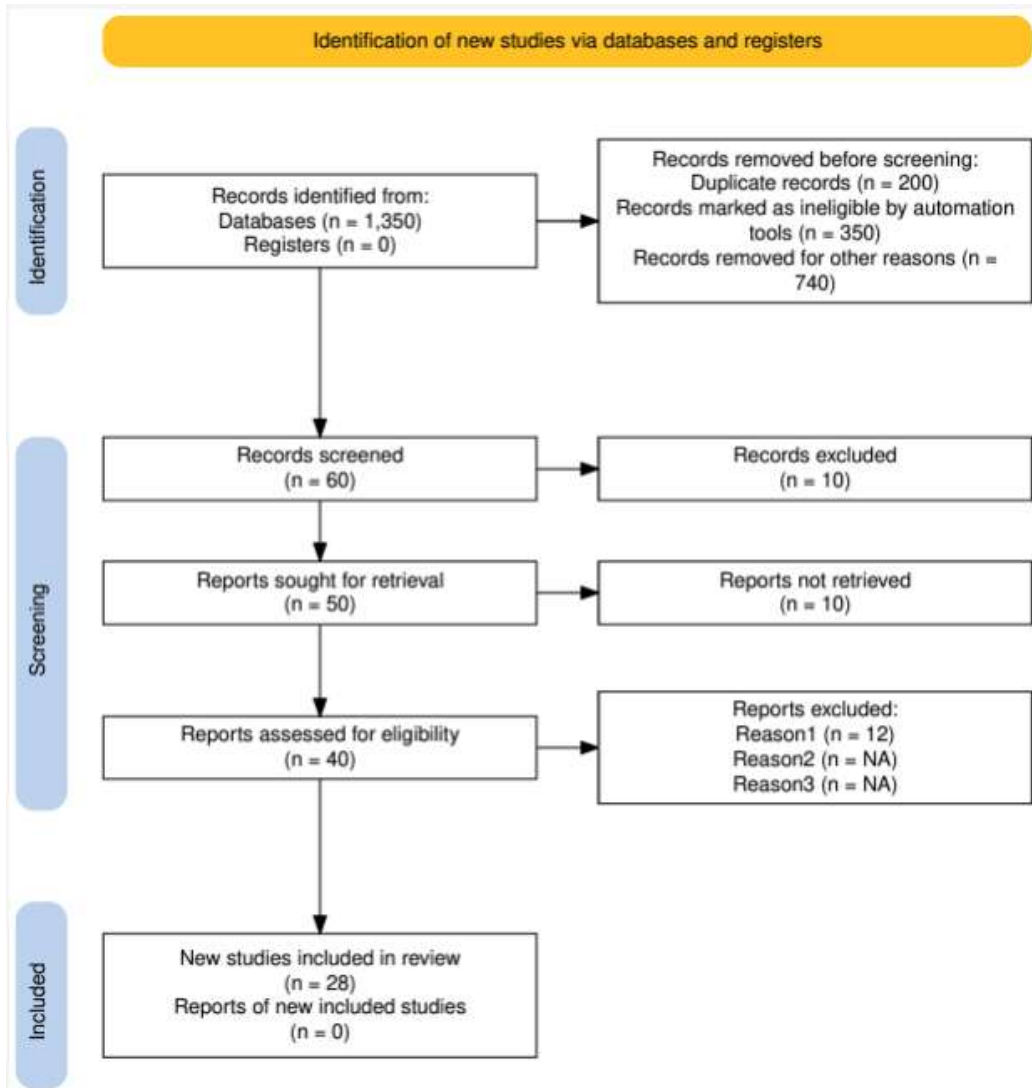 Identification of new studies via databases and registers
Identification
Records identified from:
Databases (n = 1,350)
Registers (n = 0)
Records removed before screening:
Duplicate records (n = 200)
Records marked as ineligible by automation
tools (n = 350)
Records removed for other reasons (n =
740)
Screening
Records screened
(n = 60)
Records excluded
(n = 10)
Reports sought for retrieval
(n = 50)
Reports not retrieved
(n = 10)
Reports assessed for eligibility
(n = 40)
Reports excluded:
Reason1 (n = 12)
Reason2 (n = NA)
Reason3 (n = NA)
Included
New studies included in review
(n = 28)
Reports of new included studies
(n = 0)